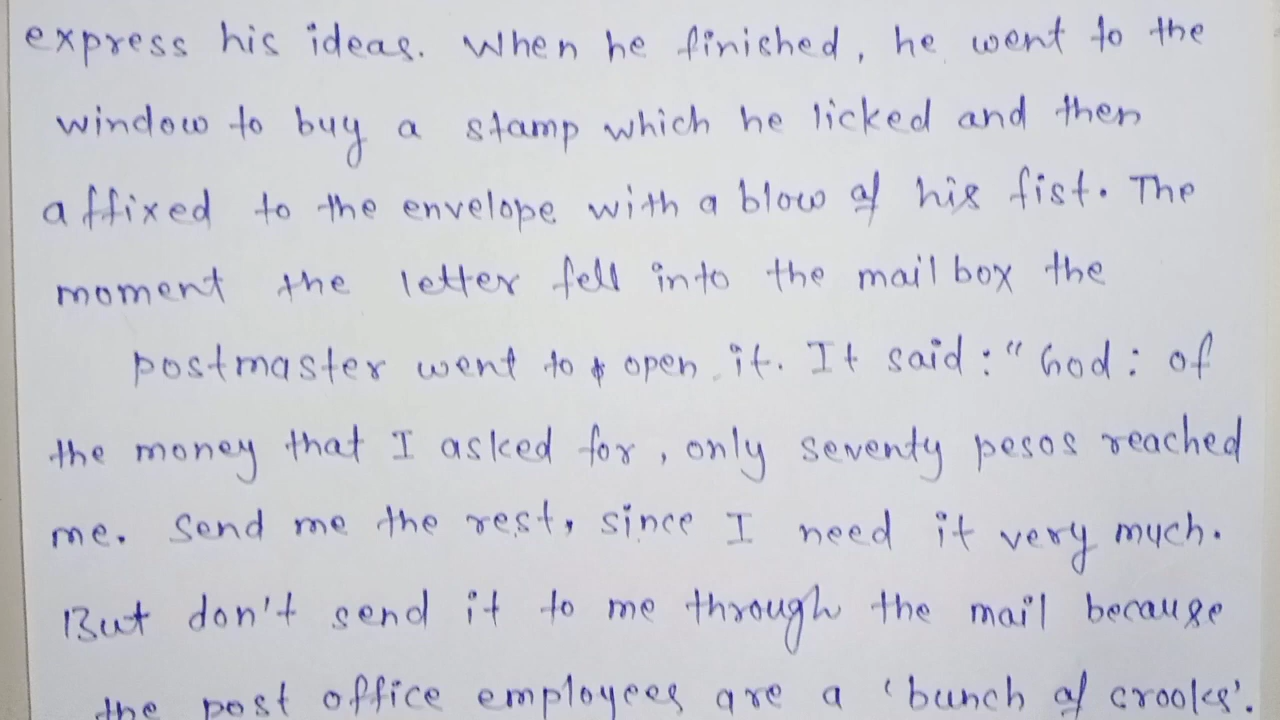 express his ideas. When he finished, he went to the
window to buy a stamp which he licked and then
affixed to the envelope with a blow of his fist. The
moment the letter fell into the mail box the
postmaster went to open it. It said : "God : of
the money that I asked for, only seventy pesos reached
me. Send me the rest, since I need it very much.
But don't send it to me through the mail because
the post office employees are a 'bunch of crooks'.